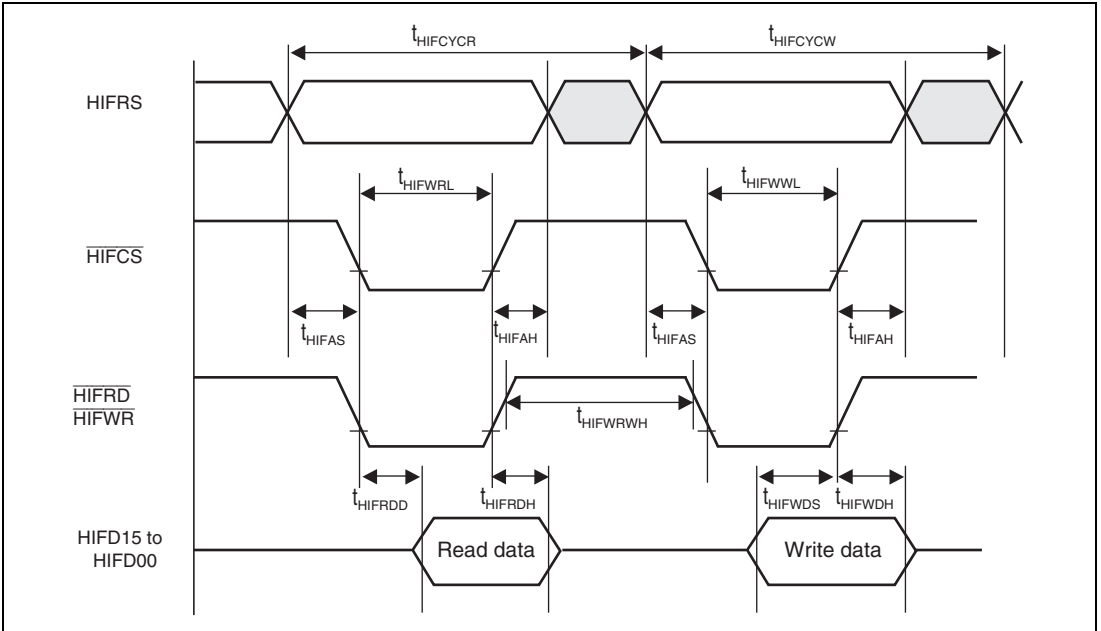 tHIFCYCR tHIFCYCW
HIFRS
tHIFWRL tHIFWWL
HIFCS
tHIFAS tHIFAH tHIFAS tHIFAH
HIFRD
HIFWR
tHIFWRWH
tHIFRDD tHIFRDH tHIFWDS tHIFWDH
HIFD15 to
HIFD00
Read data Write data